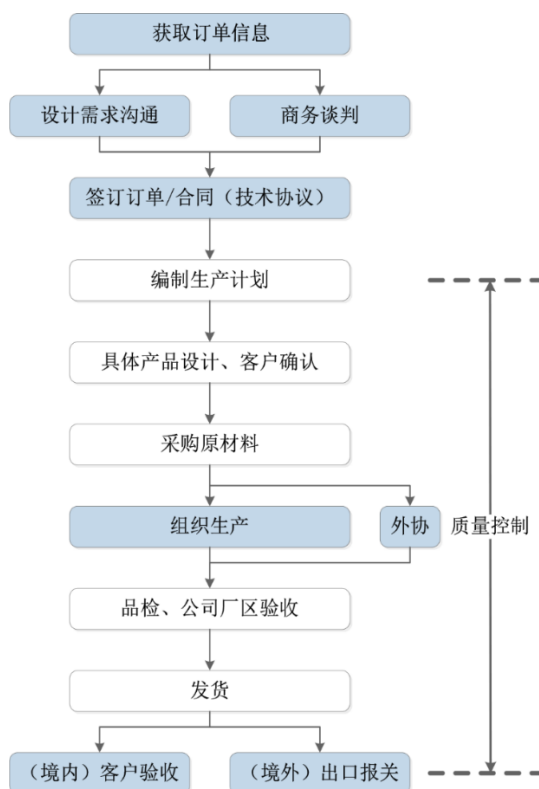 获取订单信息
设计需求沟通
商务谈判
签订订单/合同（技术协议）
编制生产计划
具体产品设计、客户确认
采购原材料
组织生产
外协
质量控制
品检、公司厂区验收
发货
（境内）客户验收
（境外）出口报关